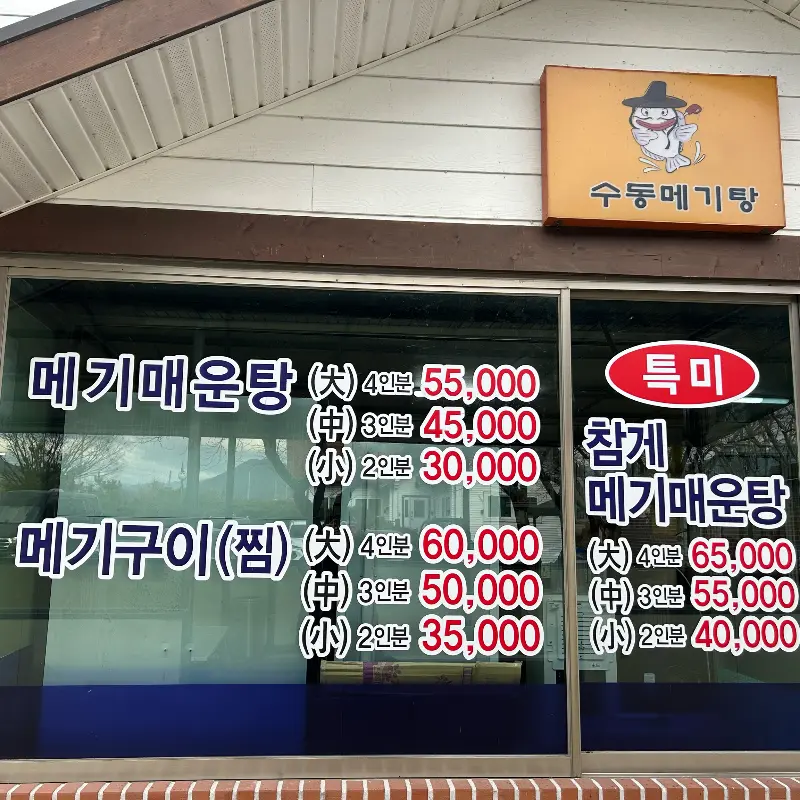 수동메기탕
메기매운탕 (大) 4인분 55,000
(中) 3인분 45,000
(小) 2인분 30,000
메기구이(찜) (大) 4인분 60,000
(中) 3인분 50,000
(小) 2인분 35,000
특미
참게
메기매운탕
(大) 4인분 65,000
(中) 3인분 55,000
(小) 2인분 40,000